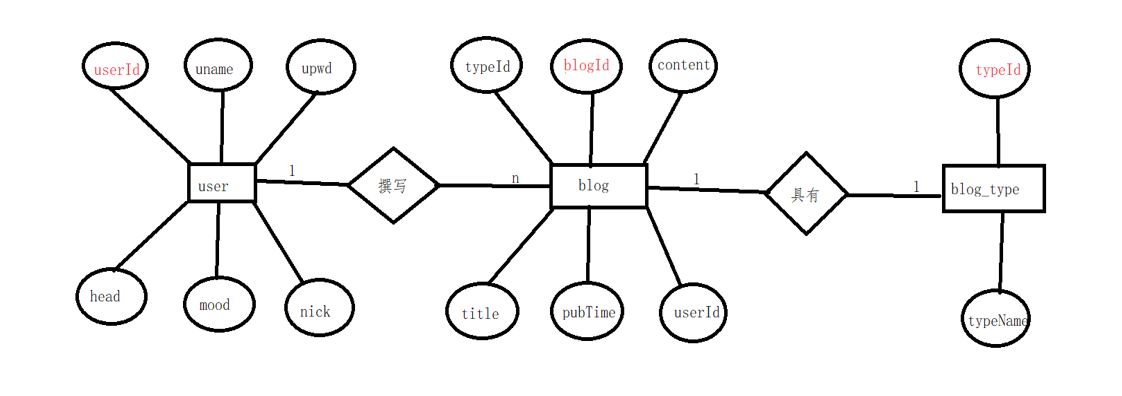 userId
uname
upwd
typeId
blogId
content
typeId
user
1
撰写
n
blog
1
具有
1
blog_type
head
mood
nick
title
pubTime
userId
typeName